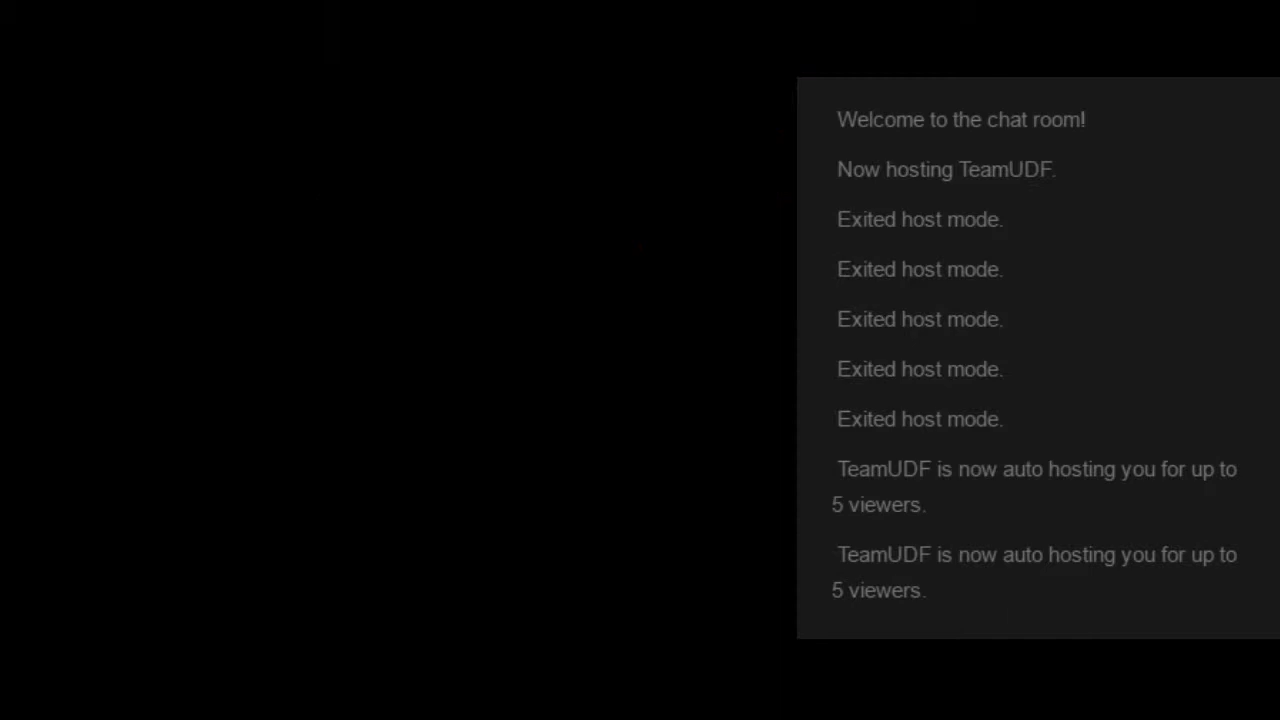 Welcome to the chat room!
Now hosting TeamUDF.
Exited host mode.
Exited host mode.
Exited host mode.
Exited host mode.
Exited host mode.
TeamUDF is now auto hosting you for up to
5 viewers.
TeamUDF is now auto hosting you for up to
5 viewers.